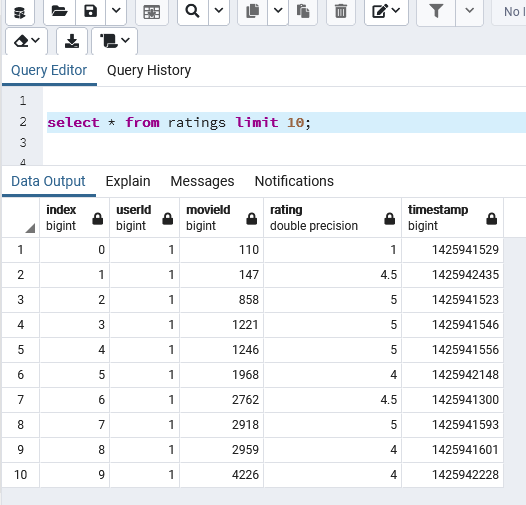 No l
Query Editor Query History
1
2 select * from ratings limit 10;
3
4
Data Output Explain Messages Notifications
index userId movieId rating timestamp
bigint bigint bigint double precision bigint
1 0 1 110 1 1425941529
2 1 1 147 4.5 1425942435
3 2 1 858 5 1425941523
4 3 1 1221 5 1425941546
5 4 1 1246 5 1425941556
6 5 1 1968 4 1425942148
7 6 1 2762 4.5 1425941300
8 7 1 2918 5 1425941593
9 8 1 2959 4 1425941601
10 9 1 4226 4 1425942228